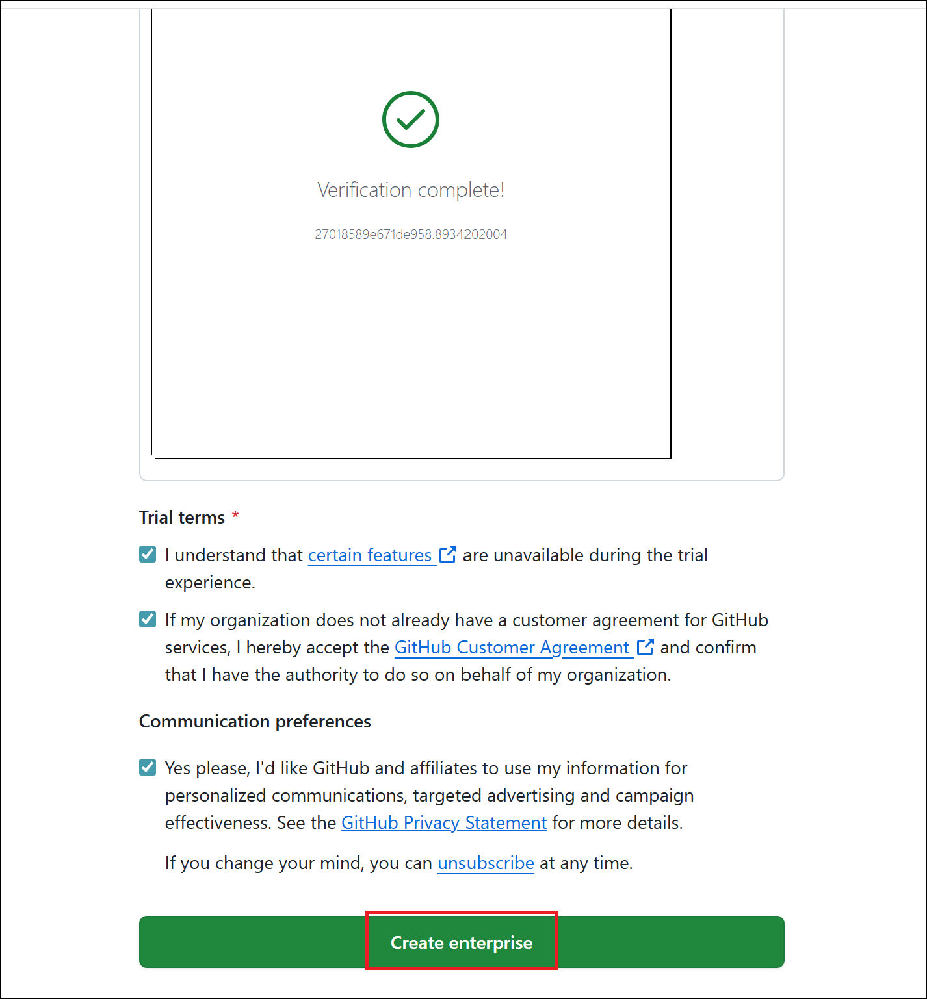 Verification complete!
27018589e671de958.8934202004
Trial terms *
I understand that certain features are unavailable during the trial
experience.
If my organization does not already have a customer agreement for GitHub
services, I hereby accept the GitHub Customer Agreement and confirm
that I have the authority to do so on behalf of my organization.
Communication preferences
Yes please, I'd like GitHub and affiliates to use my information for
personalized communications, targeted advertising and campaign
effectiveness. See the GitHub Privacy Statement for more details.
If you change your mind, you can unsubscribe at any time.
Create enterprise